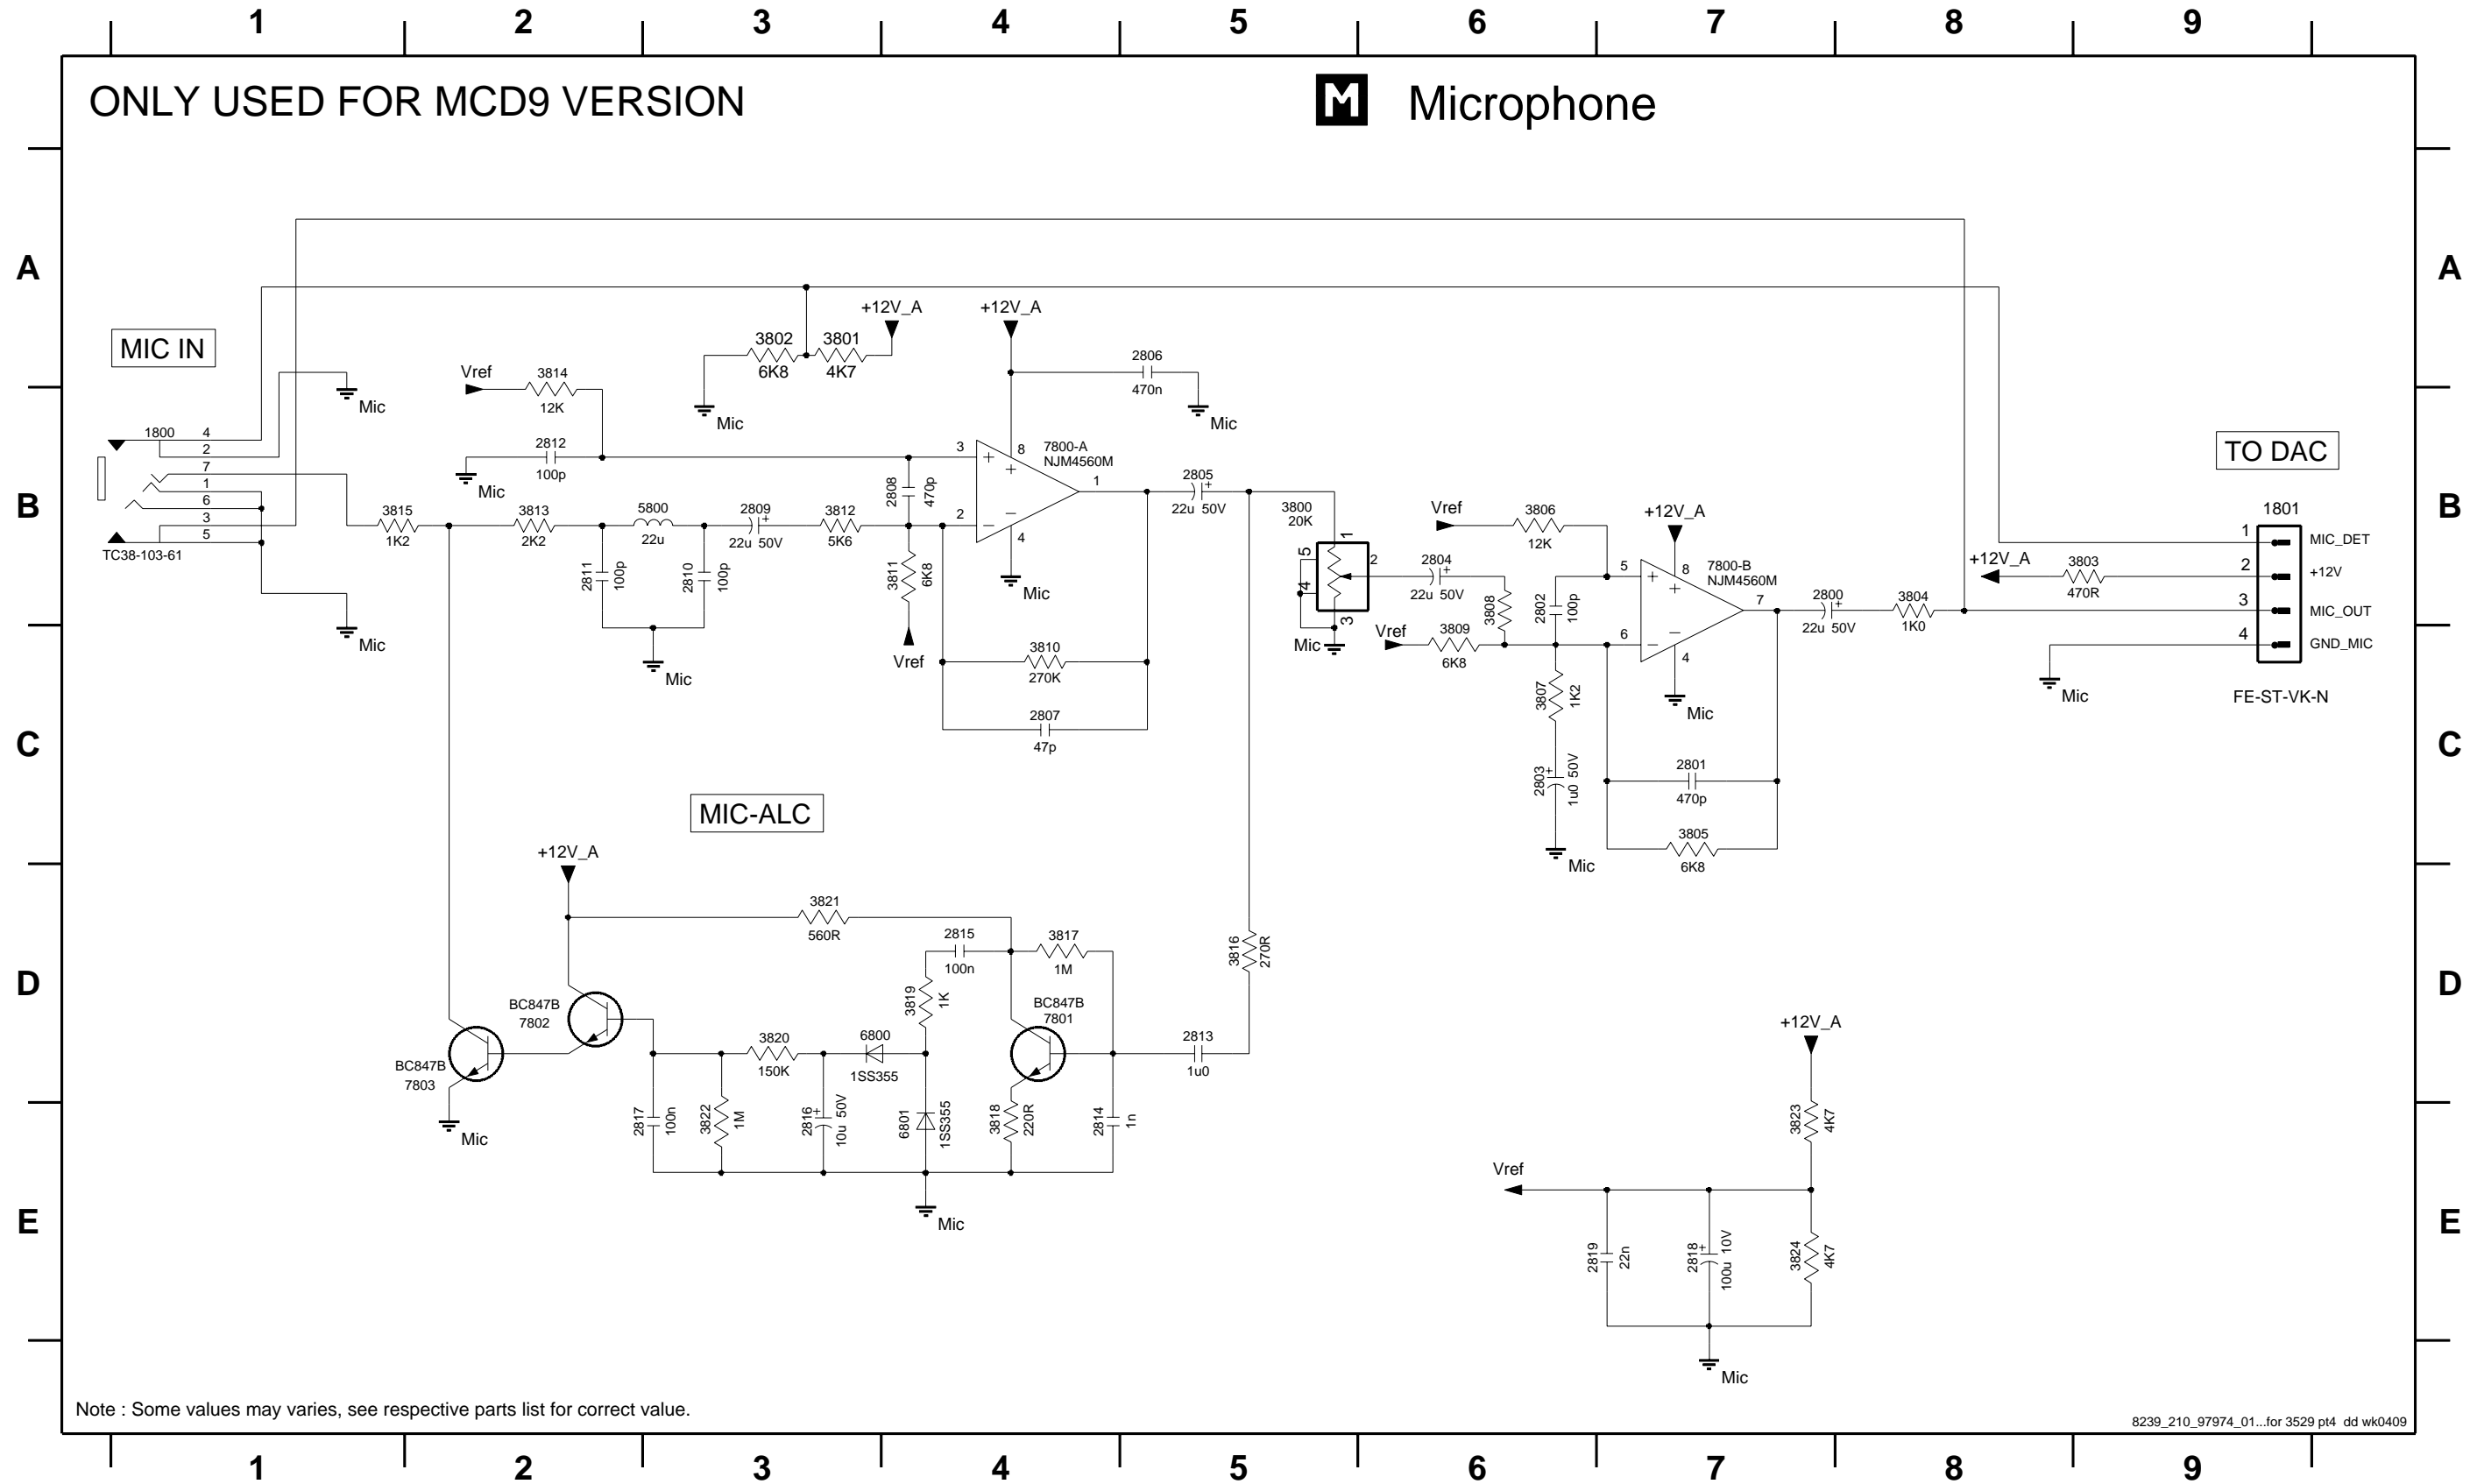 1 2 3 4 5 6 7 8 9
ONLY USED FOR MCD9 VERSION
M Microphone
A
A
MIC IN
3802
6K8
3801
4K7
+12V_A
+12V_A
2806
470n
Mic
Vref
3814
12K
Mic
Mic
1800
4
2
7
1
6
3
5
TC38-103-61
Mic
2812
100p
Mic
3
2
8
4
1
7800-A
NJM4560M
Mic
2808
470p
2805
22u 50V
B
B
3815
1K2
3813
2K2
5800
22u
2809
22u 50V
3812
5K6
2811
100p
2810
100p
Mic
3811
6K8
Vref
3810
270K
2807
47p
3800
20K
1
5
4
2
3
Mic
Vref
3806
12K
+12V_A
2804
22u 50V
3808
2802
100p
Vref
3809
6K8
5
6
8
4
7
7800-B
NJM4560M
Mic
2800
22u 50V
3804
1K0
TO DAC
1801
1 MIC_DET
2 +12V
3 MIC_OUT
4 GND_MIC
FE-ST-VK-N
+12V_A
3803
470R
Mic
C
C
3807
1K2
2803
1u0 50V
Mic
2801
470p
3805
6K8
MIC-ALC
+12V_A
3821
560R
2815
100n
3817
1M
3816
270R
D
D
BC847B
7802
3819
1K
BC847B
7801
2813
1u0
3820
150K
6800
1SS355
BC847B
7803
Mic
2817
100n
3822
1M
2816
10u 50V
6801
1SS355
3818
220R
2814
1n
Mic
+12V_A
3823
4K7
Vref
E
E
2819
22n
2818
100u 10V
3824
4K7
Mic
Note : Some values may varies, see respective parts list for correct value.
8239_210_97974_01...for 3529 pt4 dd wk0409
1 2 3 4 5 6 7 8 9